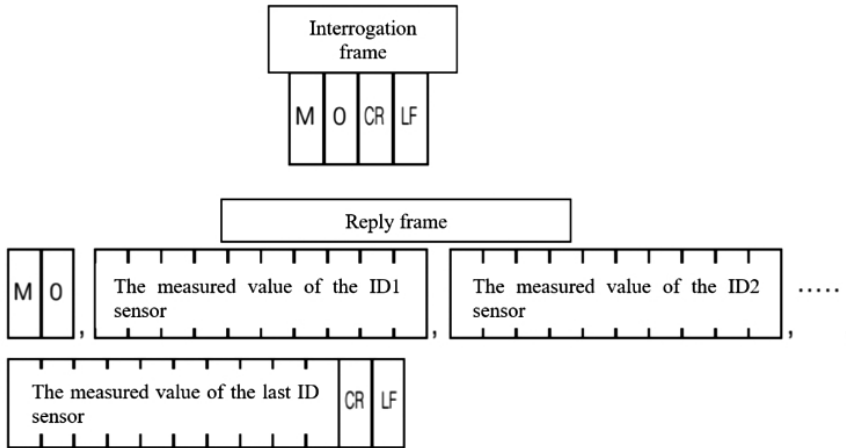 Interrogation
frame
M 0 CR LF
Reply frame
M 0 , The measured value of the ID1
sensor , The measured value of the ID2
sensor , .....
The measured value of the last ID
sensor CR LF